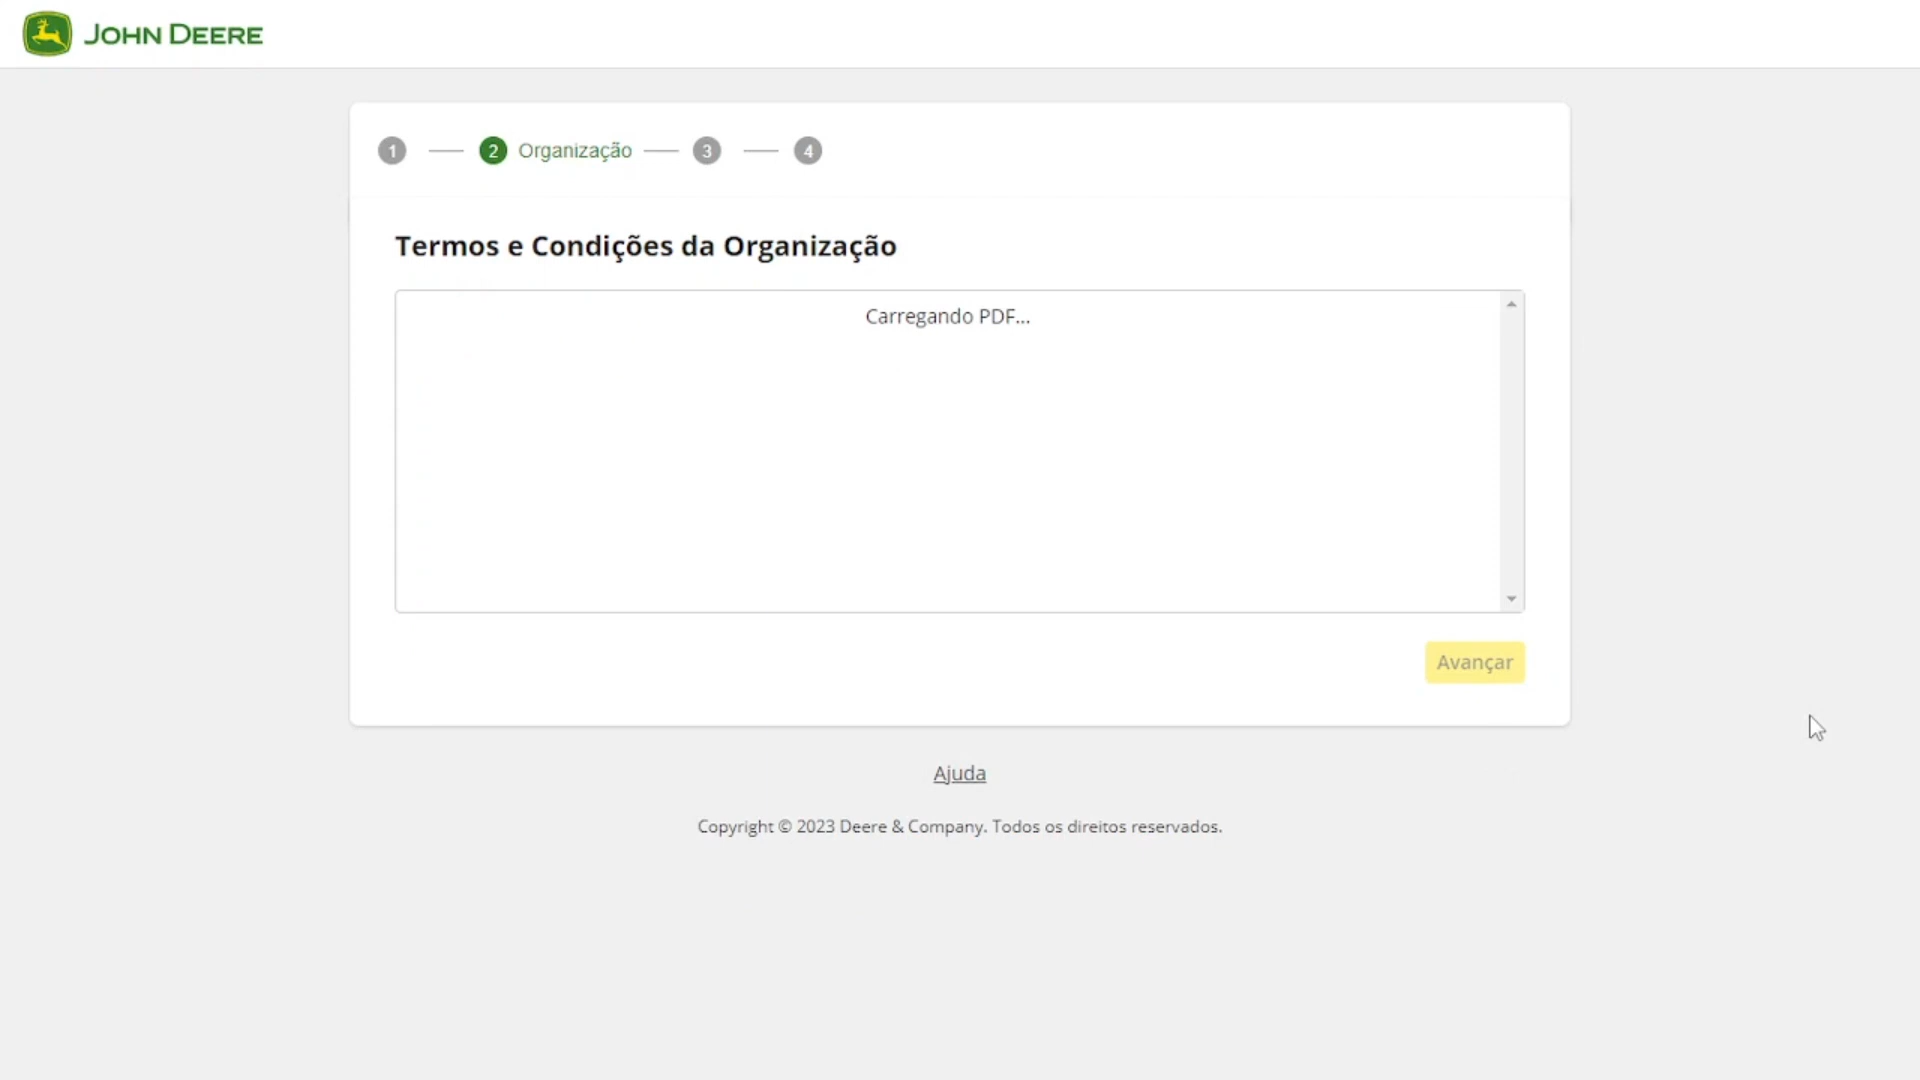 JOHN DEERE
1
2 Organização
3
4
Termos e Condições da Organização
Carregando PDF...
Avançar
Ajuda
Copyright © 2023 Deere & Company. Todos os direitos reservados.